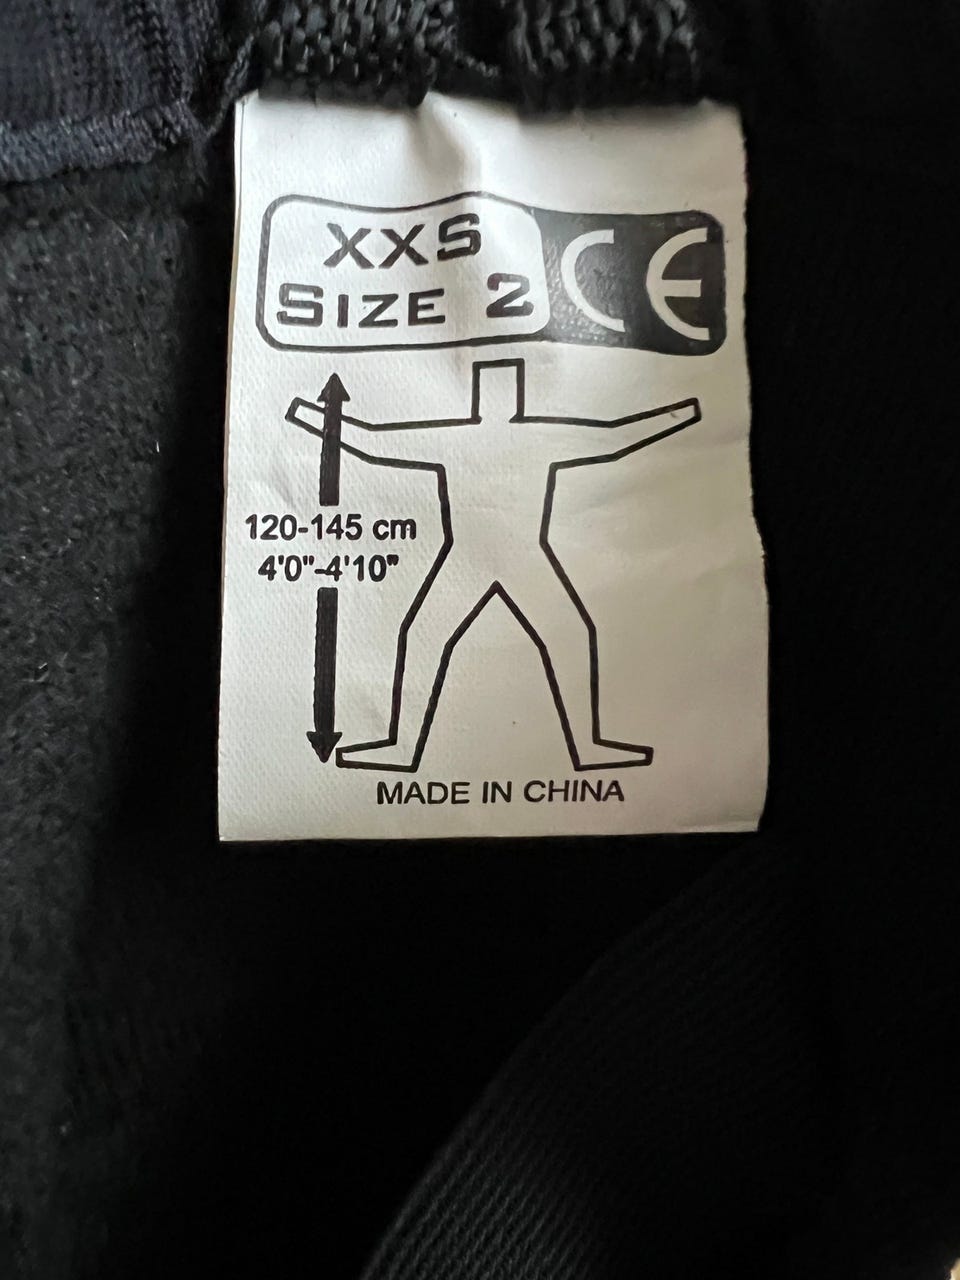 XXS
SIZE 2 CE
120-145 cm
4'0"-4'10"
MADE IN CHINA